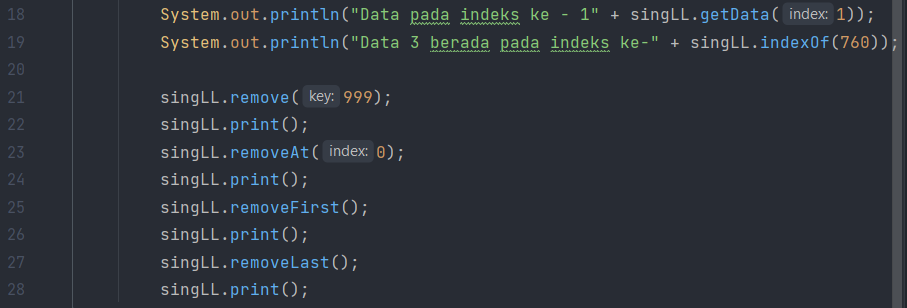 18 System.out.println("Data pada indeks ke - 1" + singLL.getData( index: 1));
19 System.out.println("Data 3 berada pada indeks ke-" + singLL.indexOf(760));
20
21 singLL.remove( key: 999);
22 singLL.print();
23 singLL.removeAt( index: 0);
24 singLL.print();
25 singLL.removeFirst();
26 singLL.print();
27 singLL.removeLast();
28 singLL.print();